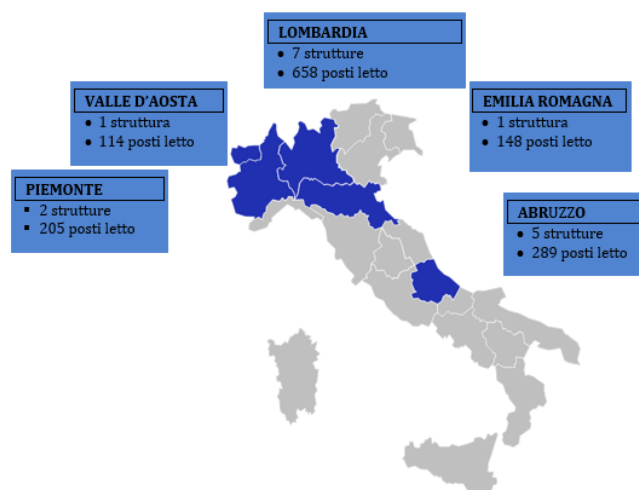 LOMBARDIA
● 7 strutture
● 658 posti letto
VALLE D'AOSTA
● 1 struttura
● 114 posti letto
EMILIA ROMAGNA
● 1 struttura
● 148 posti letto
PIEMONTE
▪ 2 strutture
▪ 205 posti letto
ABRUZZO
● 5 strutture
● 289 posti letto